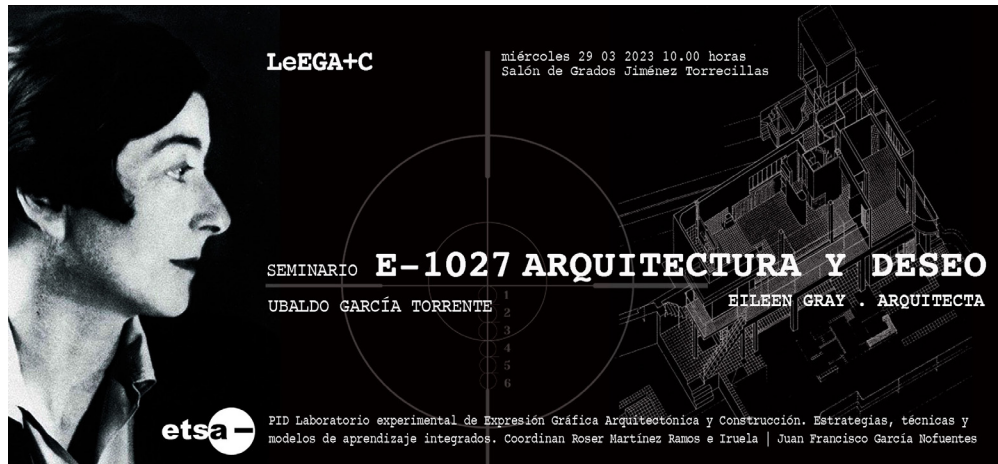 LeEGA+C
miércoles 29 03 2023 10.00 horas
Salón de Grados Jiménez Torrecillas
SEMINARIO E-1027 ARQUITECTURA Y DESEO
UBALDO GARCÍA TORRENTE
EILEEN GRAY . ARQUITECTA
1
2
3
4
5
6
etsa-
PID Laboratorio experimental de Expresión Gráfica Arquitectónica y Construcción. Estrategias, técnicas y
modelos de aprendizaje integrados. Coordinan Roser Martínez Ramos e Iruela | Juan Francisco García Nofuentes